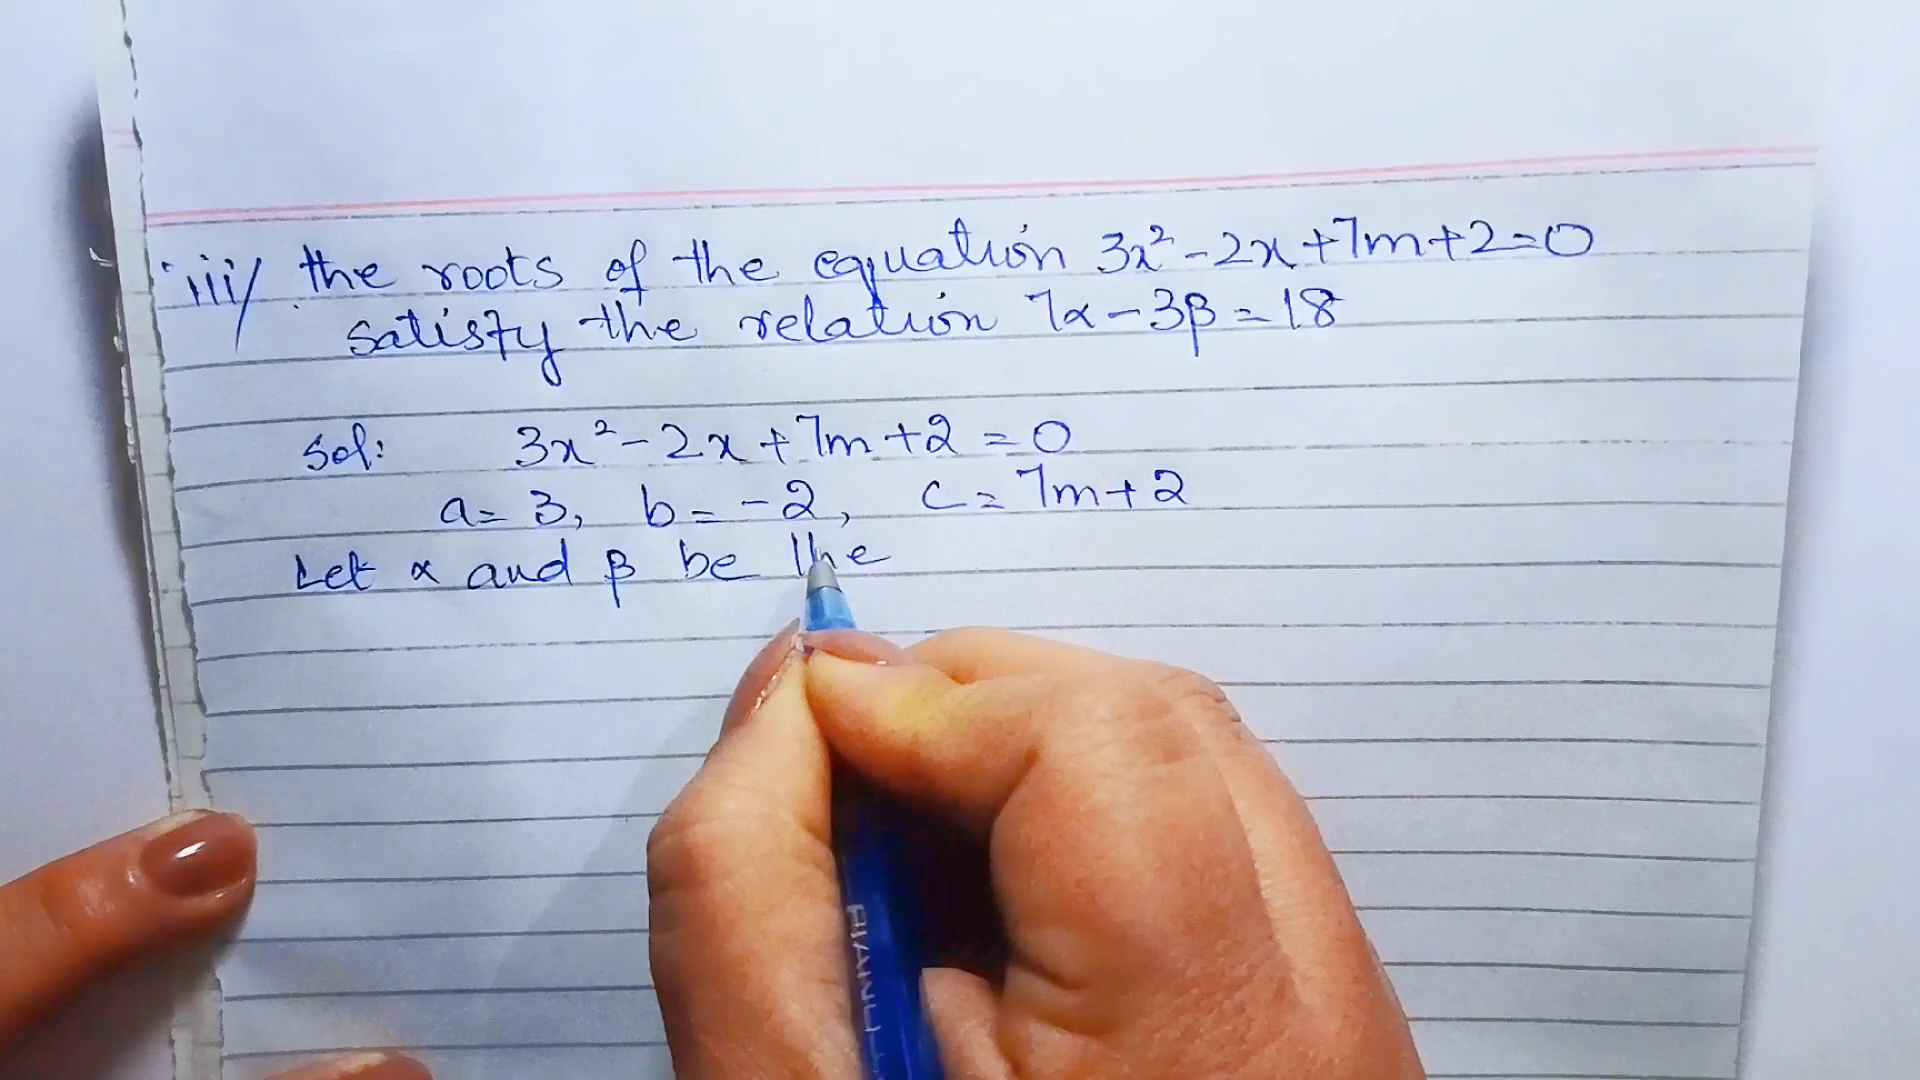 iii/ the roots of the equation 3x² - 2x + 7m + 2 = 0
satisfy the relation 7α - 3β = 18
Sol: 3x² - 2x + 7m + 2 = 0
a = 3, b = -2, c = 7m + 2
Let α and β be the